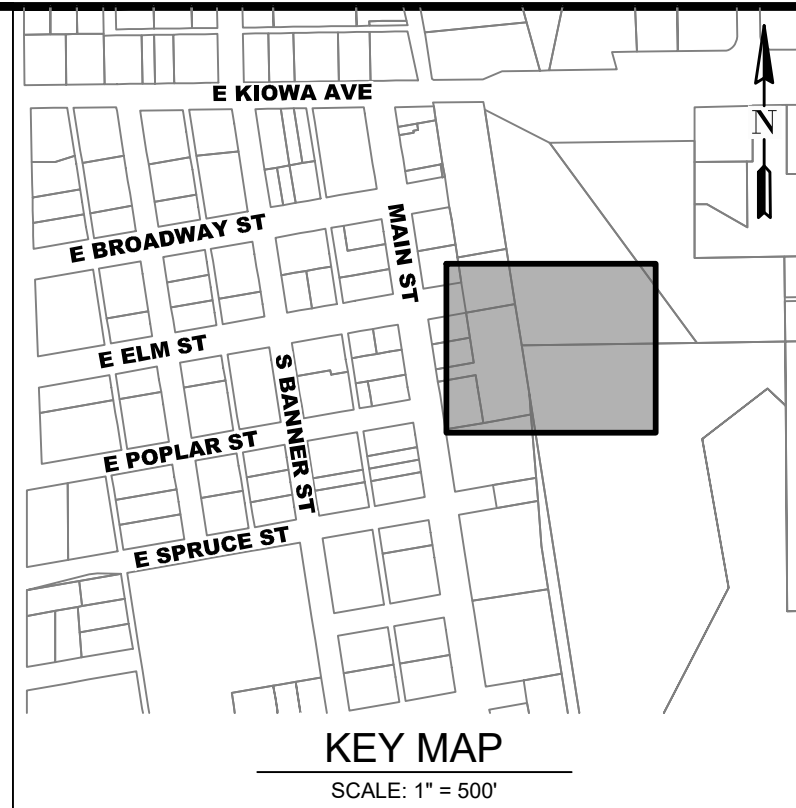 E KIOWA AVE
N
E BROADWAY ST
MAIN ST
E ELM ST
S BANNER ST
E POPLAR ST
E SPRUCE ST
KEY MAP
SCALE: 1" = 500'